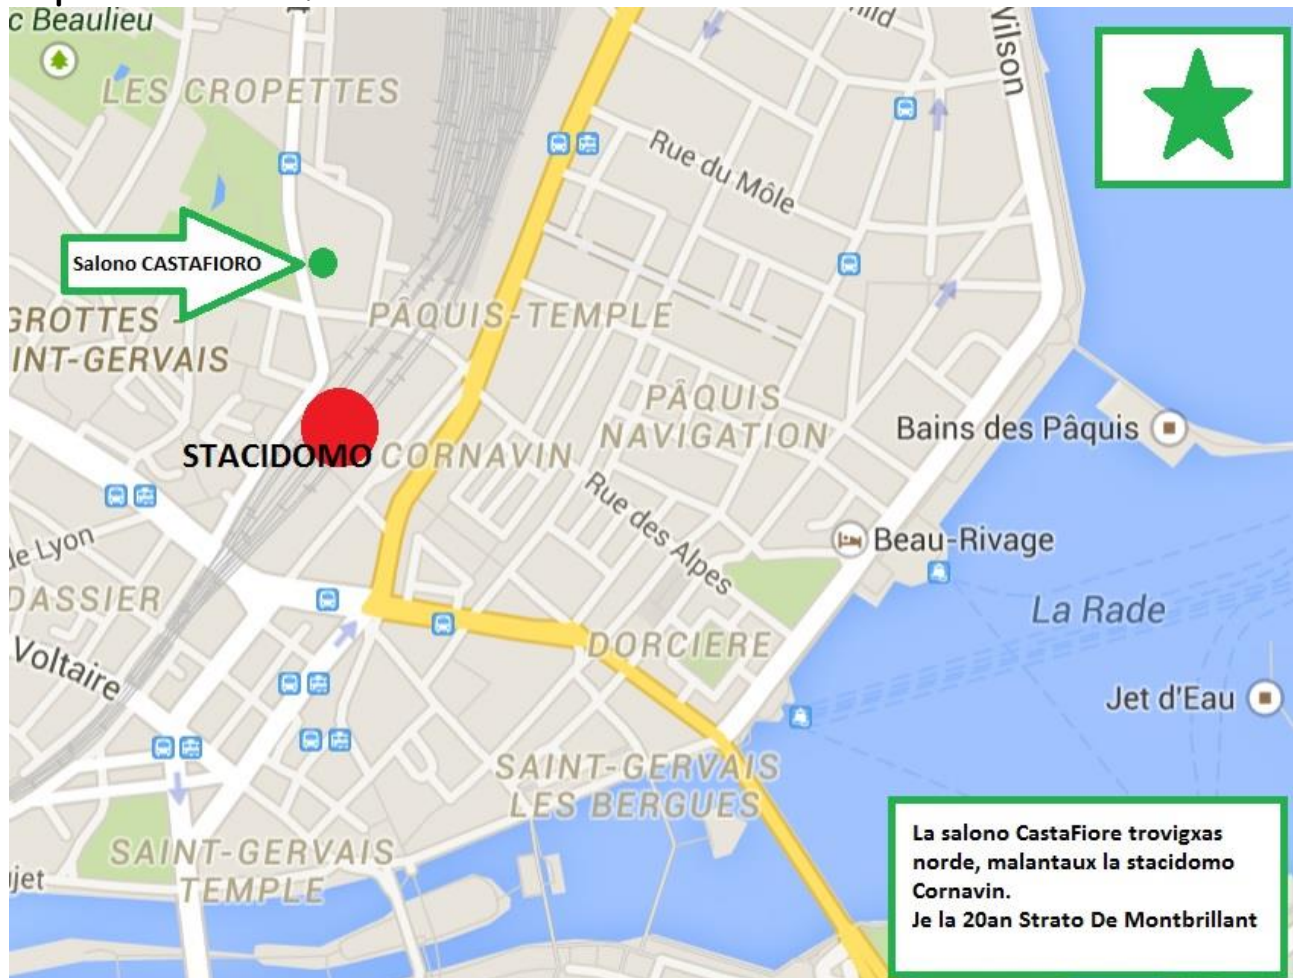 c Beaulieu
Wilson
LES CROPETTES
Rue du Môle
Salono CASTAFIORO
PÂQUIS-TEMPLE
GROTTES -
INT-GERVAIS
PÂQUIS
NAVIGATION
Bains des Pâquis
STACIDOMO
CORNAVIN
Rue des Alpes
Beau-Rivage
de Lyon
DASSIER
La Rade
DORCIERE
Voltaire
Jet d'Eau
SAINT-GERVAIS
LES BERGUES
SAINT-GERVAIS
TEMPLE
La salono CastaFiore trovigxas
norde, malantaux la stacidomo
Cornavin.
Je la 20an Strato De Montbrillant